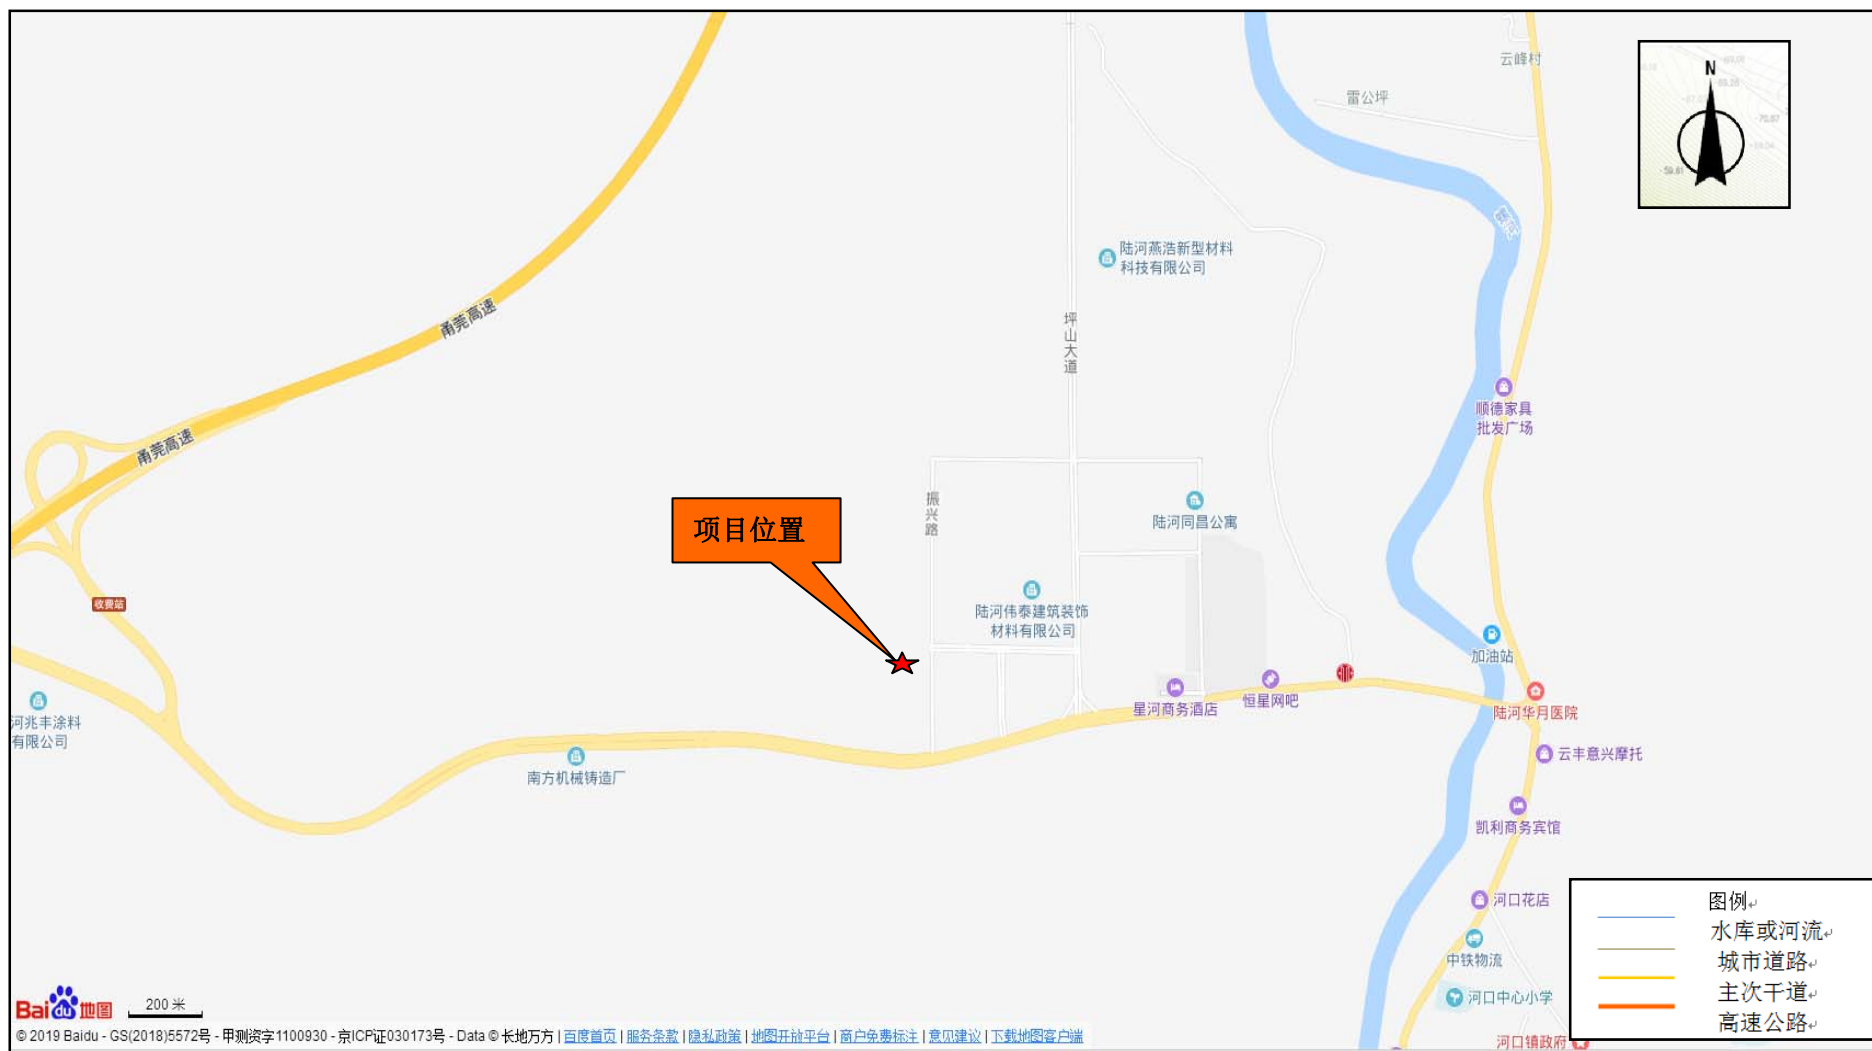 云峰村
N
雷公坪
陆河燕浩新型材料
科技有限公司
甬莞高速
坪山大道
顺德家具
批发广场
甬莞高速
振兴路
陆河同昌公寓
项目位置
收费站
陆河伟泰建筑装饰
材料有限公司
加油站
星河商务酒店
恒星网吧
陆河华月医院
河兆丰涂料
有限公司
云丰意兴摩托
南方机械铸造厂
凯利商务宾馆
河口花店
中铁物流
河口中心小学
河口镇政府
图例
水库或河流
城市道路
主次干道
高速公路
Bai du 地图
200 米
© 2019 Baidu - GS(2018)5572号 - 甲测资字1100930 - 京ICP证030173号 - Data © 长地万方 | 百度首页 | 服务条款 | 隐私政策 | 地图开放平台 | 商户免费标注 | 意见建议 | 下载地图客户端